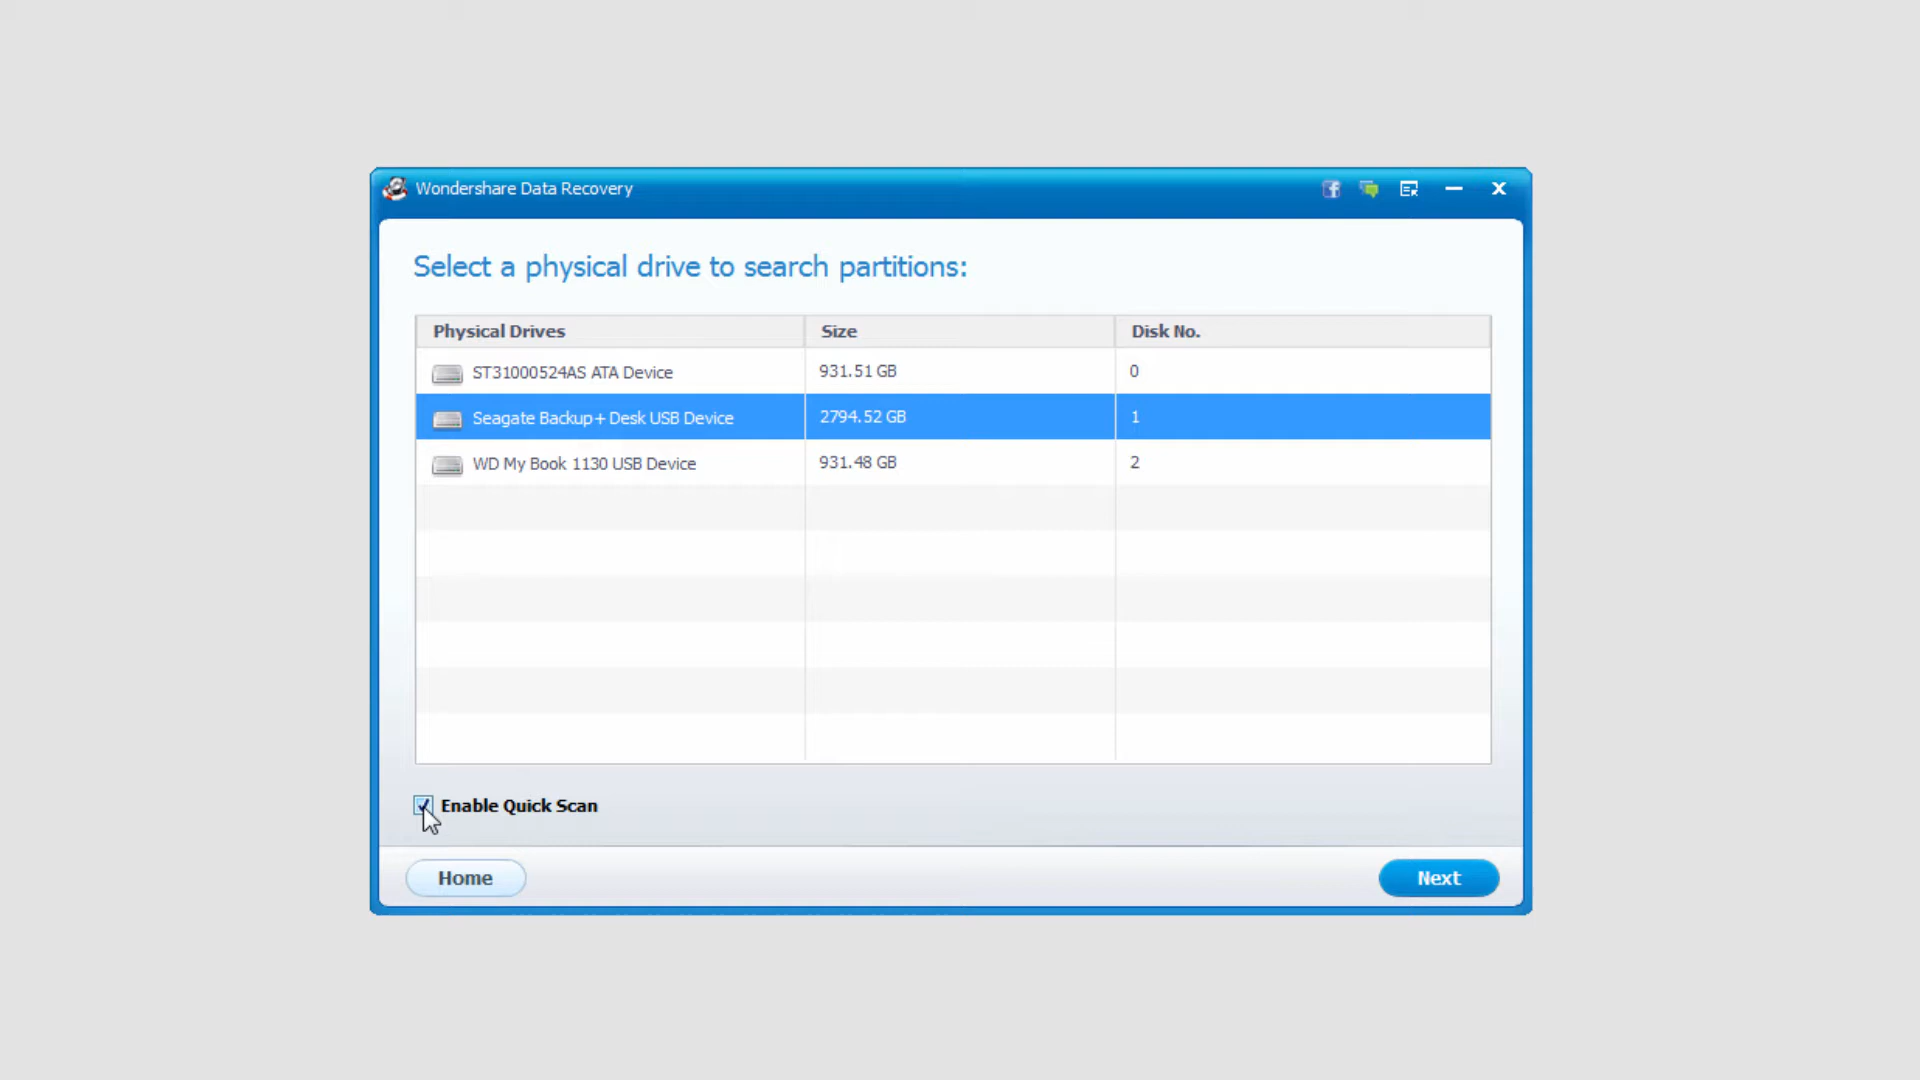 Wondershare Data Recovery
Select a physical drive to search partitions:
Physical Drives Size Disk No.
ST31000524AS ATA Device 931.51 GB 0
Seagate Backup+ Desk USB Device 2794.52 GB 1
WD My Book 1130 USB Device 931.48 GB 2
Enable Quick Scan
Home Next